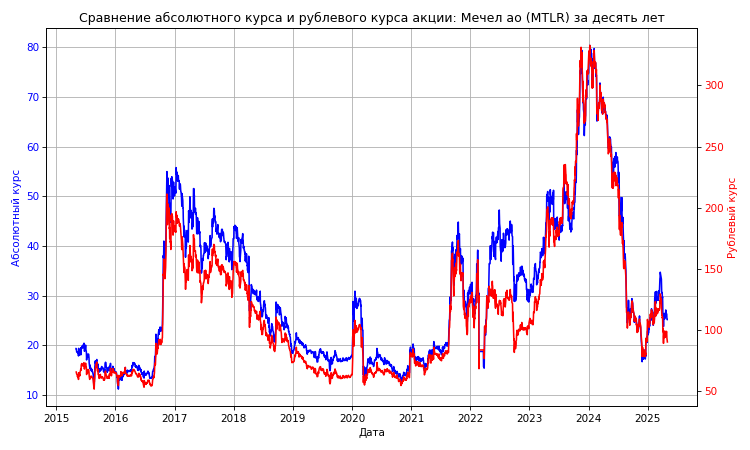 Сравнение абсолютного курса и рублевого курса акции: Мечел ао (MTLR) за десять лет
80
70
60
50
40
30
20
10
Абсолютный курс
300
250
200
150
100
50
Рублевый курс
2015 2016 2017 2018 2019 2020 2021 2022 2023 2024 2025
Дата